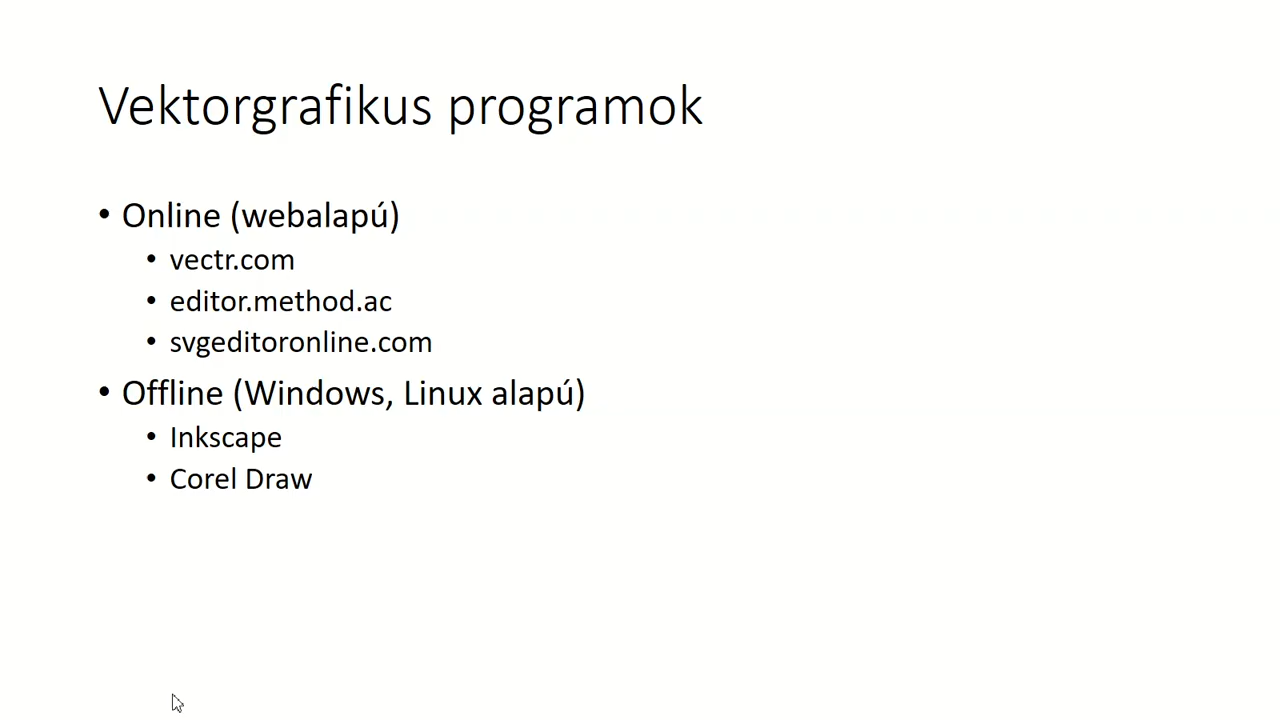 Vektorgrafikus programok
• Online (webalapú)
• vectr.com
• editor.method.ac
• svgeditoronline.com
• Offline (Windows, Linux alapú)
• Inkscape
• Corel Draw